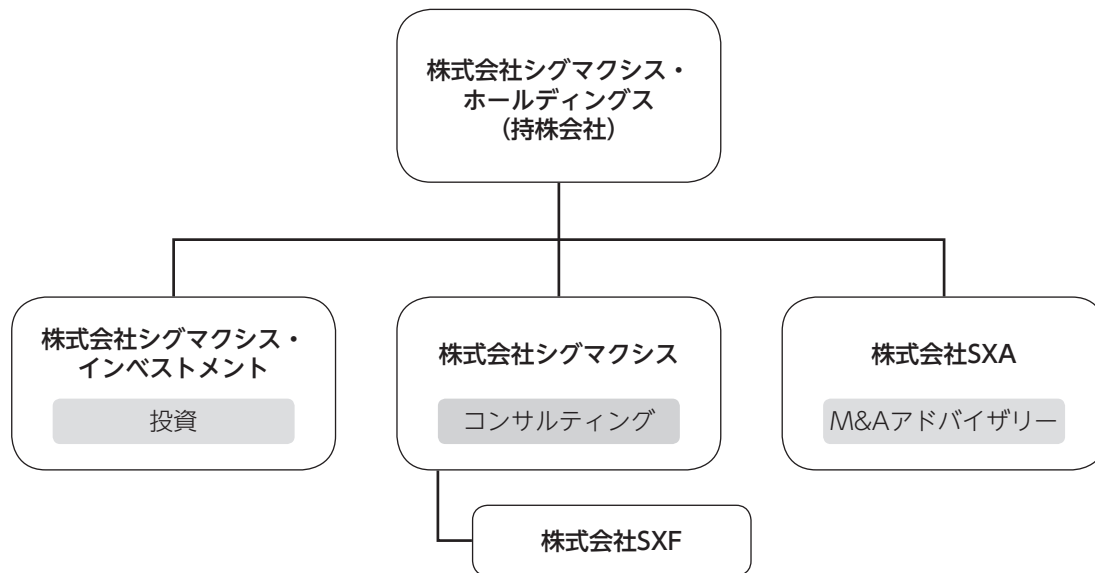 株式会社シグマクシス・
ホールディングス
（持株会社）
株式会社シグマクシス・
インベストメント
投資
株式会社シグマクシス
コンサルティング
株式会社SXA
M&Aアドバイザリー
株式会社SXF